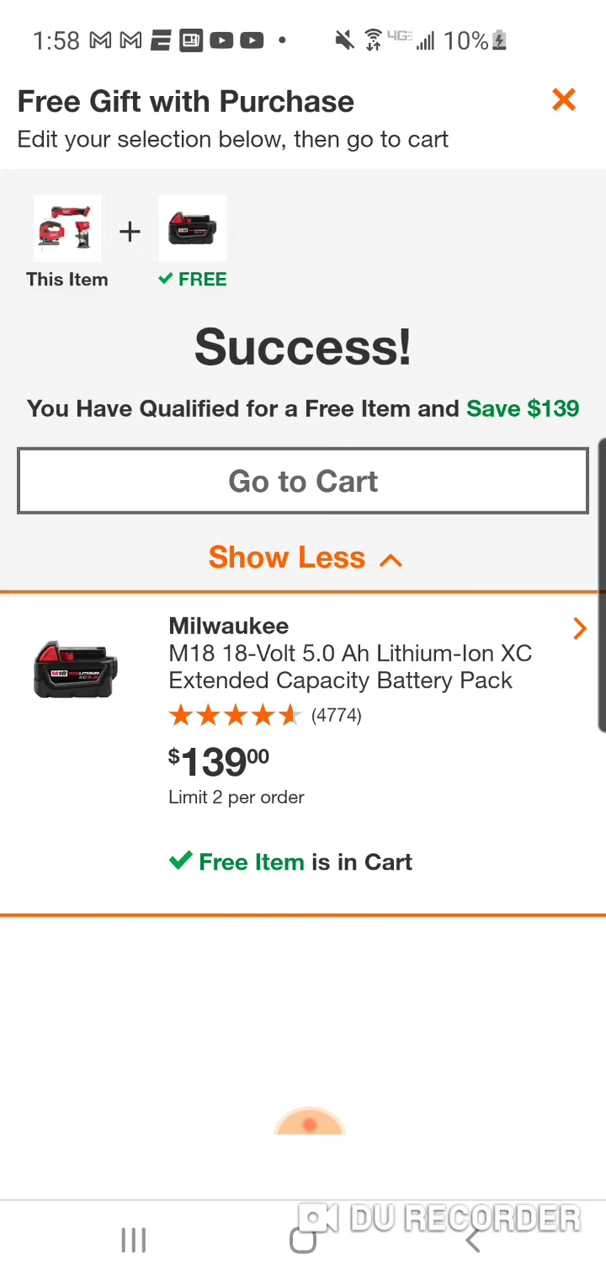 1:58 4GE 10%
Free Gift with Purchase
Edit your selection below, then go to cart
This Item + FREE
Success!
You Have Qualified for a Free Item and Save $139
Go to Cart
Show Less
Milwaukee
M18 18-Volt 5.0 Ah Lithium-Ion XC
Extended Capacity Battery Pack
(4774)
$13900
Limit 2 per order
Free Item is in Cart
M18
DU RECORDER